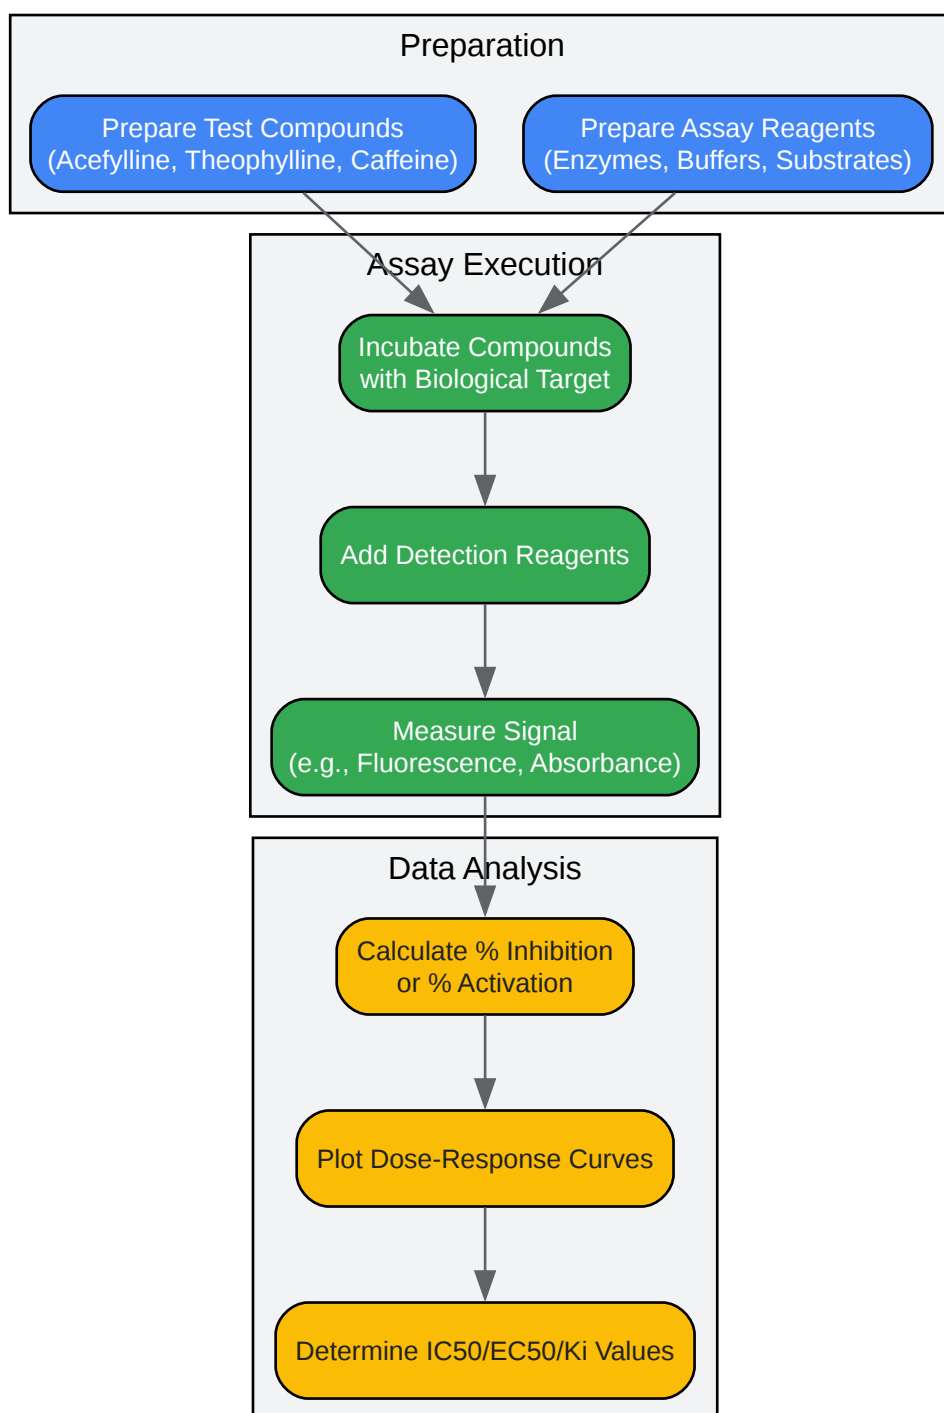 Preparation
Prepare Test Compounds
(Acefylline, Theophylline, Caffeine)
Prepare Assay Reagents
(Enzymes, Buffers, Substrates)
Assay Execution
Incubate Compounds
with Biological Target
Add Detection Reagents
Measure Signal
(e.g., Fluorescence, Absorbance)
Data Analysis
Calculate % Inhibition
or % Activation
Plot Dose-Response Curves
Determine IC50/EC50/Ki Values